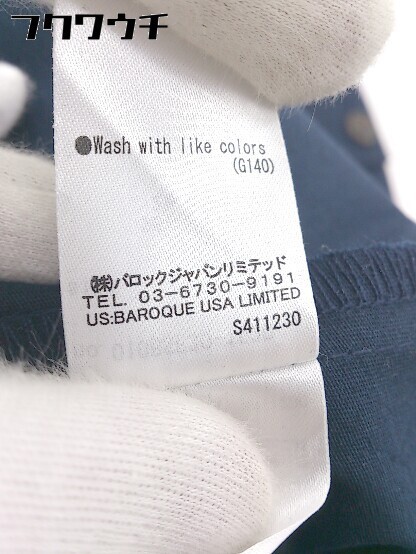 フクワウチ
●Wash with like colors
(G140)
(株)バロックジャパンリミテッド
TEL. 03-6730-9191
US:BAROQUE USA LIMITED
S411230